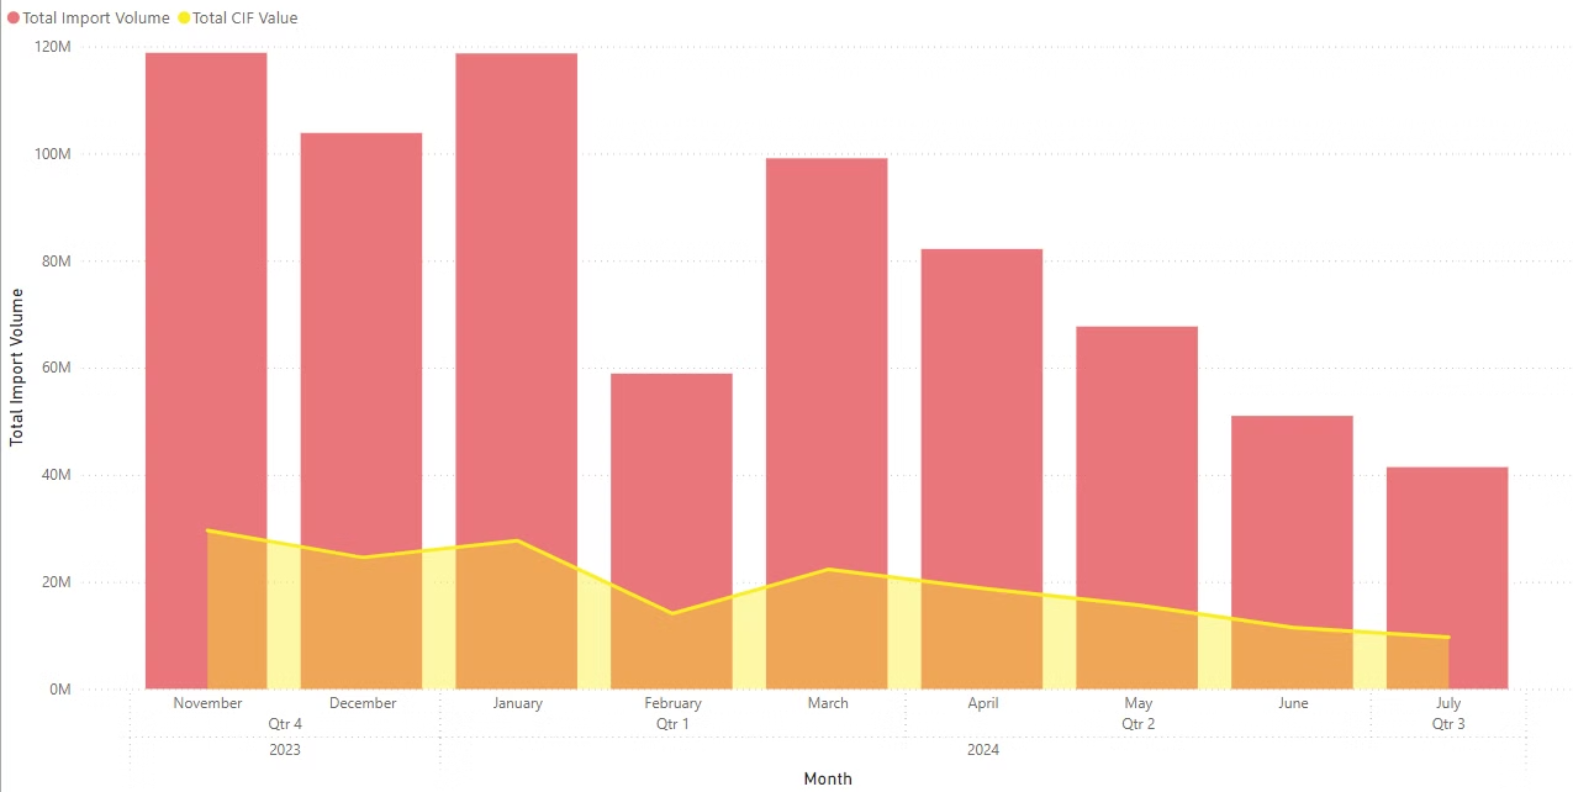 Total Import Volume Total CIF Value
120M
100M
80M
60M
40M
20M
0M
Total Import Volume
November December January February March April May June July
Qtr 4 Qtr 1 Qtr 2 Qtr 3
2023 2024
Month